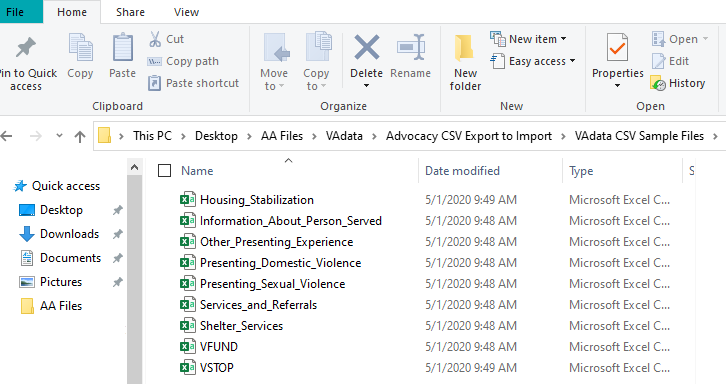 File Home Share View
Cut New item Open
Copy path Easy access Edit
Pin to Quick access Copy Paste Paste shortcut Move to Copy to Delete Rename New folder Properties History
Clipboard Organize New Open
This PC > Desktop > AA Files > VAdata > Advocacy CSV Export to Import > VAdata CSV Sample Files >
Name Date modified Type S
Quick access
Desktop
Downloads
Documents
Pictures
AA Files
Housing_Stabilization 5/1/2020 9:49 AM Microsoft Excel C...
Information_About_Person_Served 5/1/2020 9:48 AM Microsoft Excel C...
Other_Presenting_Experience 5/1/2020 9:48 AM Microsoft Excel C...
Presenting_Domestic_Violence 5/1/2020 9:48 AM Microsoft Excel C...
Presenting_Sexual_Violence 5/1/2020 9:48 AM Microsoft Excel C...
Services_and_Referrals 5/1/2020 9:48 AM Microsoft Excel C...
Shelter_Services 5/1/2020 9:48 AM Microsoft Excel C...
VFUND 5/1/2020 9:48 AM Microsoft Excel C...
VSTOP 5/1/2020 9:48 AM Microsoft Excel C...